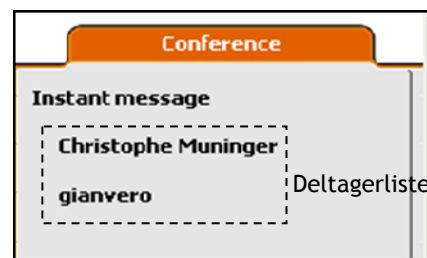 Conference
Instant message
Christophe Muninger
gianvero
Deltagerliste